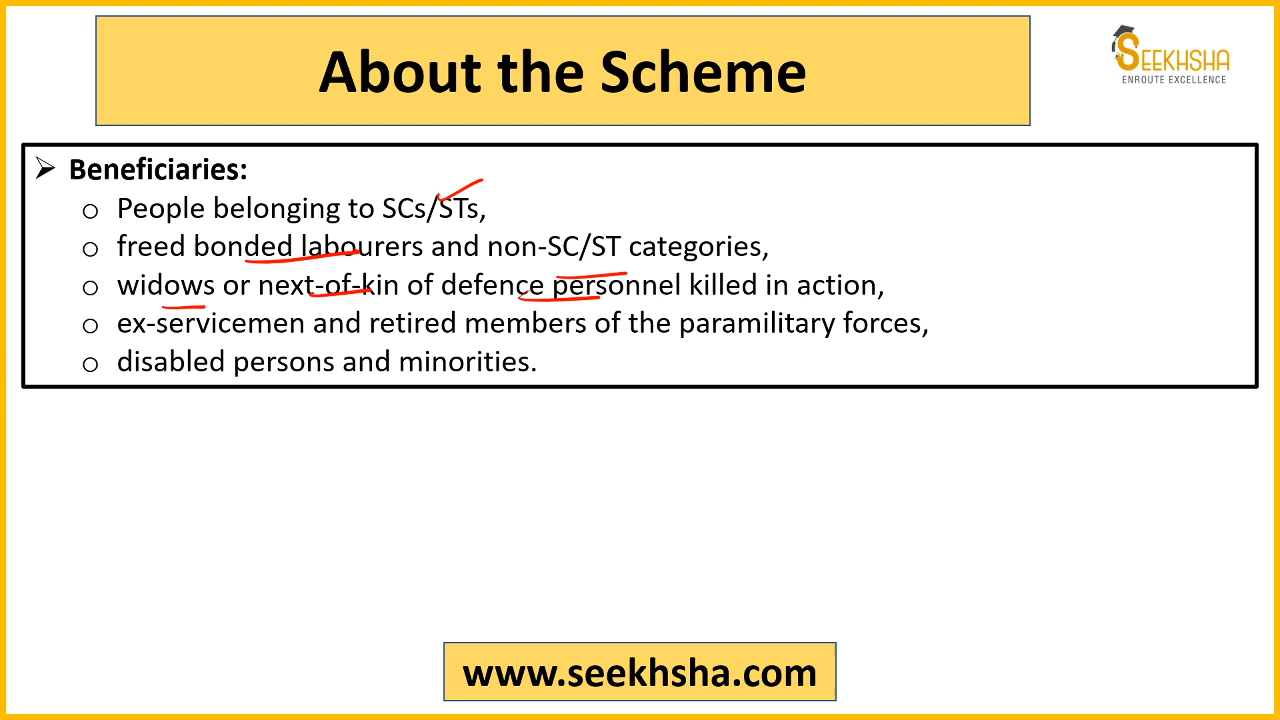 About the Scheme
SEEKHSHA
ENROUTE EXCELLENCE
➢ Beneficiaries:
o People belonging to SCs/STs,
o freed bonded labourers and non-SC/ST categories,
o widows or next-of-kin of defence personnel killed in action,
o ex-servicemen and retired members of the paramilitary forces,
o disabled persons and minorities.
www.seekhsha.com